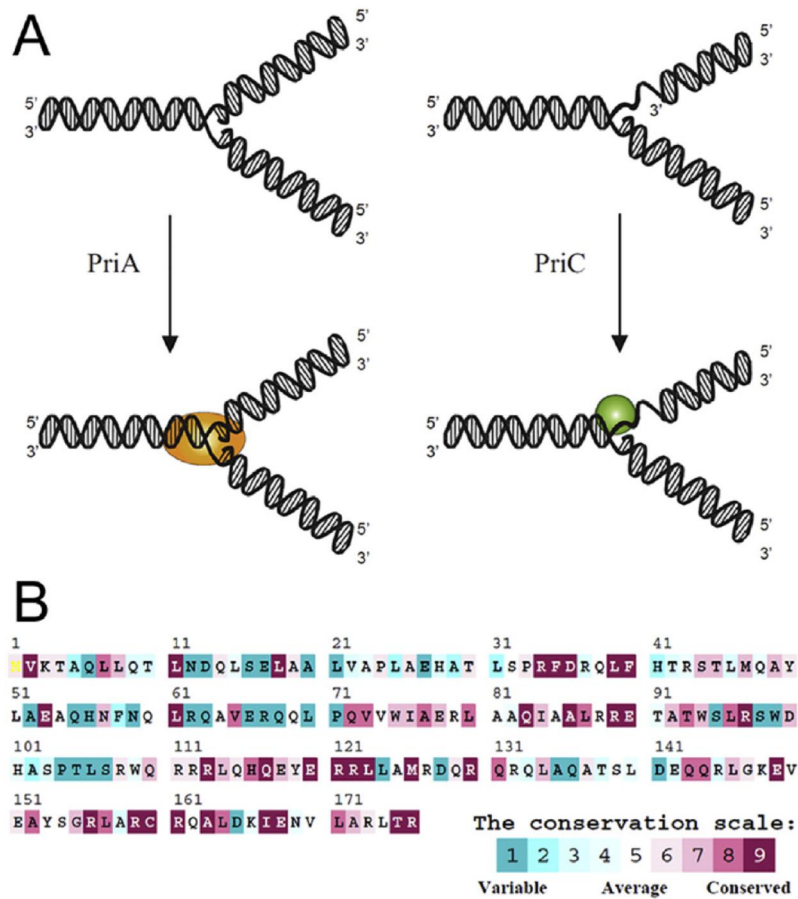 A
5'
3'
5'
3'
5'
3'
5'
3'
3'
5'
3'
5'
3'
5'
3'
PriA
PriC
5'
3'
5'
3'
5'
3'
5'
3'
5'
3'
5'
3'
B
1 11 21 31 41
MVKTAQLLQT LNDQLSELAA LVAPLAEHAT LSPRFDRQLF HTRSTLMQAY
51 61 71 81 91
LAEAQHNFNQ LRQAVERQQL PQVVWIAERL AAQIAALRRE TATWSLRSWD
101 111 121 131 141
HASPTLSRWQ RRRLQHQEYE RRLLAMRDQR QRQLAQATSL DEQQRLGKEV
151 161 171
EAYSGRLARC RQALDKIENV LARLTR
The conservation scale:
1 2 3 4 5 6 7 8 9
Variable Average Conserved